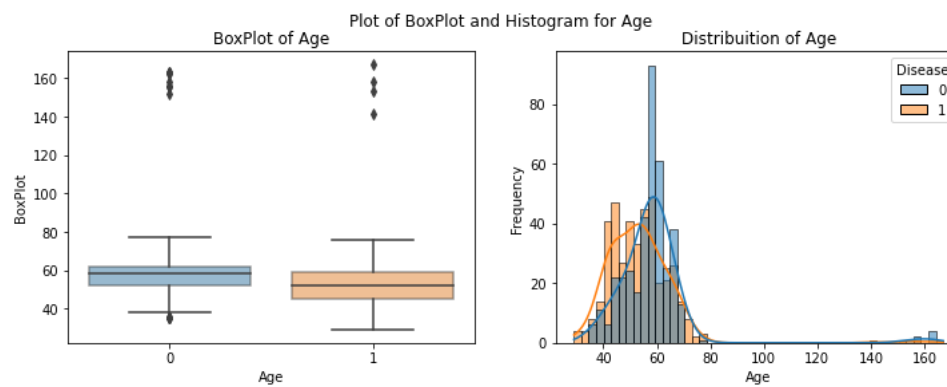 Plot of BoxPlot and Histogram for Age
BoxPlot of Age
160
140
120
100
80
60
40
BoxPlot
0
1
Age
Distribuition of Age
Disease
0
1
80
60
40
20
0
Frequency
40
60
80
100
120
140
160
Age